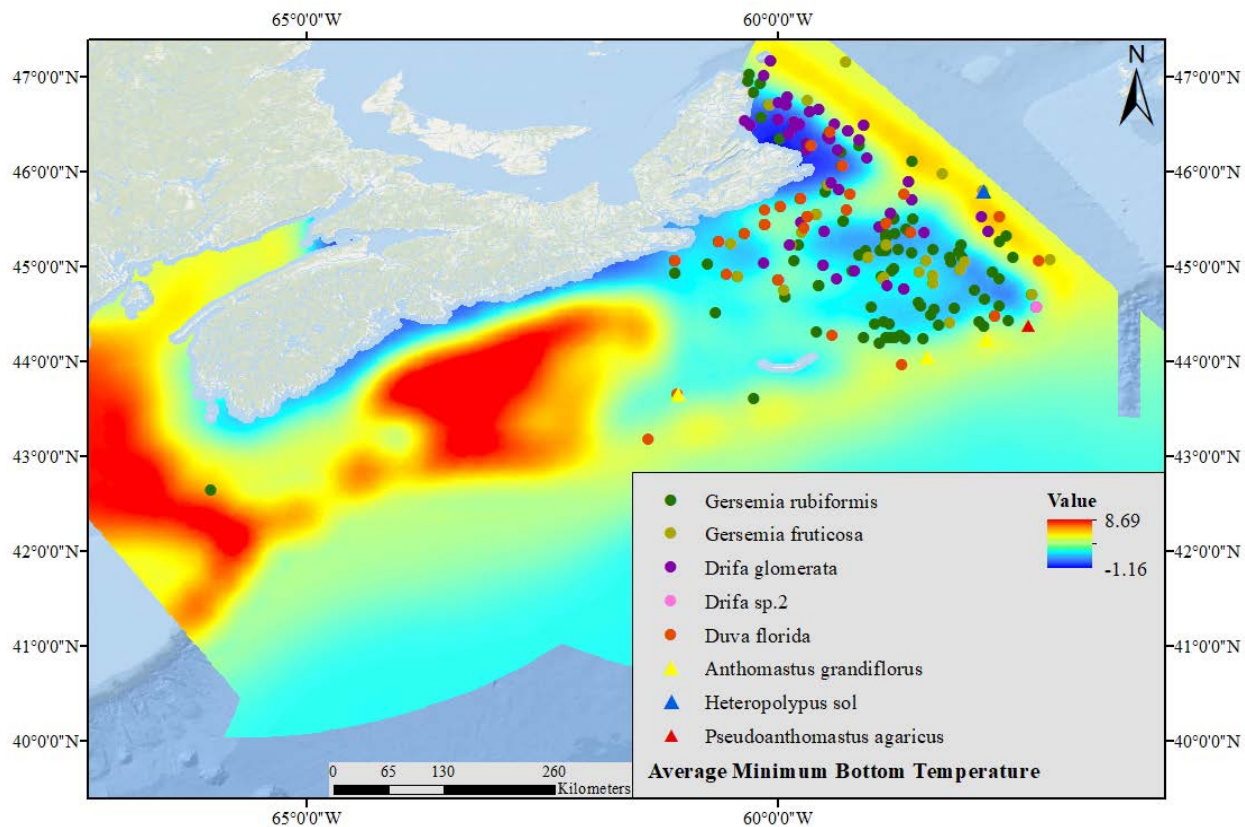 65°0'0"W 60°0'0"W
N
47°0'0"N 47°0'0"N
46°0'0"N 46°0'0"N
45°0'0"N 45°0'0"N
44°0'0"N 44°0'0"N
43°0'0"N 43°0'0"N
42°0'0"N 42°0'0"N
41°0'0"N 41°0'0"N
40°0'0"N 40°0'0"N
Gersemia rubiformis
Gersemia fruticosa
Drifa glomerata
Drifa sp.2
Duva florida
Anthomastus grandiflorus
Heteropolypus sol
Pseudoanthomastus agaricus
Value
8.69
-1.16
Average Minimum Bottom Temperature
0 65 130 260
Kilometers
65°0'0"W 60°0'0"W